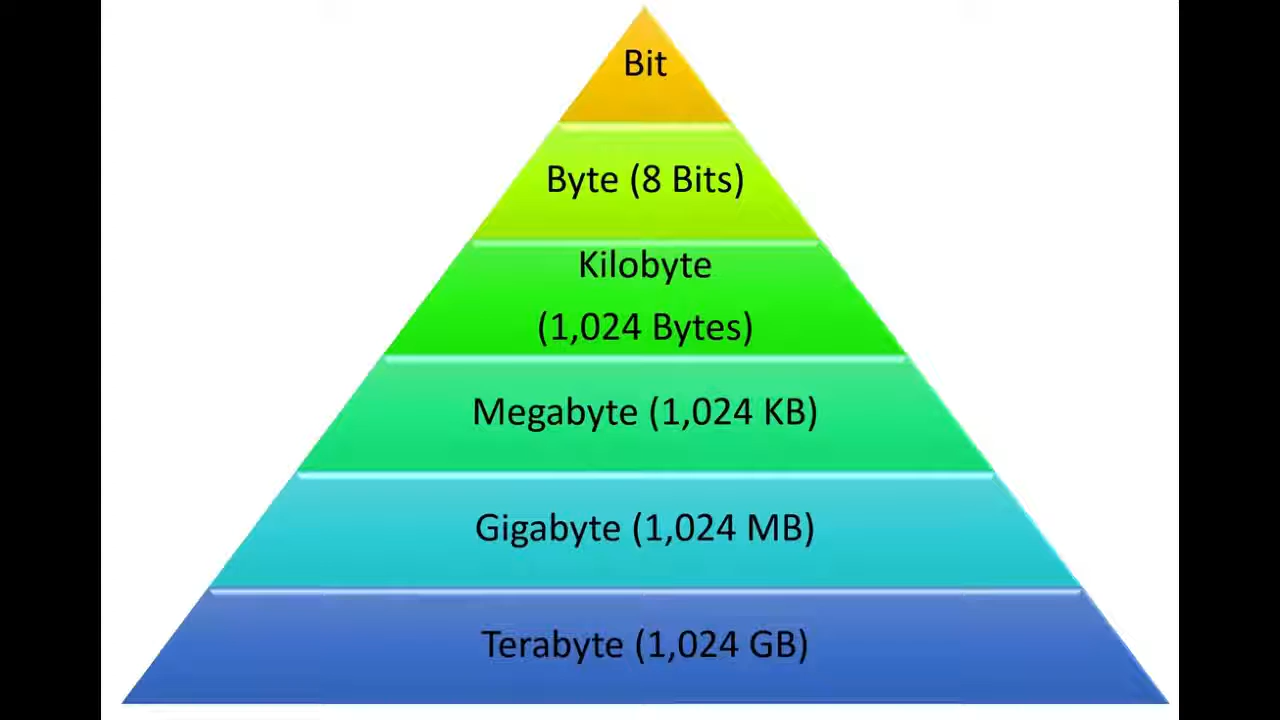 Bit
Byte (8 Bits)
Kilobyte
(1,024 Bytes)
Megabyte (1,024 KB)
Gigabyte (1,024 MB)
Terabyte (1,024 GB)